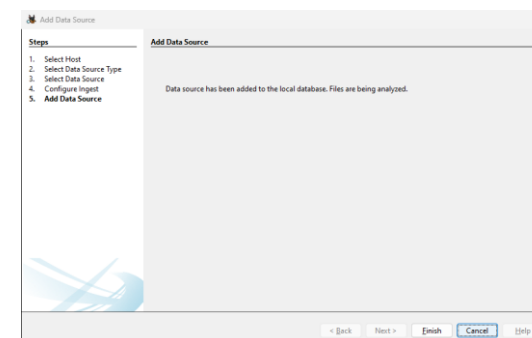 Add Data Source
Steps
1. Select Host
2. Select Data Source Type
3. Select Data Source
4. Configure Ingest
5. Add Data Source
Add Data Source
Data source has been added to the local database. Files are being analyzed.
< Back Next > Finish Cancel Help